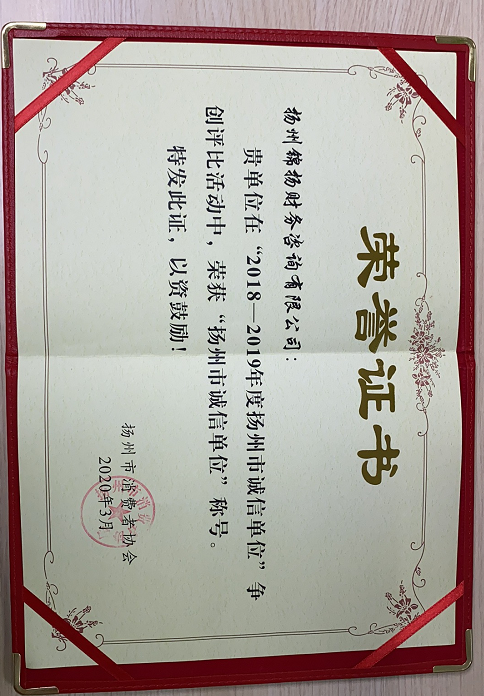 荣誉证书
扬州锦扬财务咨询有限公司：
贵单位在“2018—2019年度扬州市诚信单位”争
创评比活动中，荣获“扬州市诚信单位”称号。
特发此证，以资鼓励！
扬州市消费者协会
2020年3月